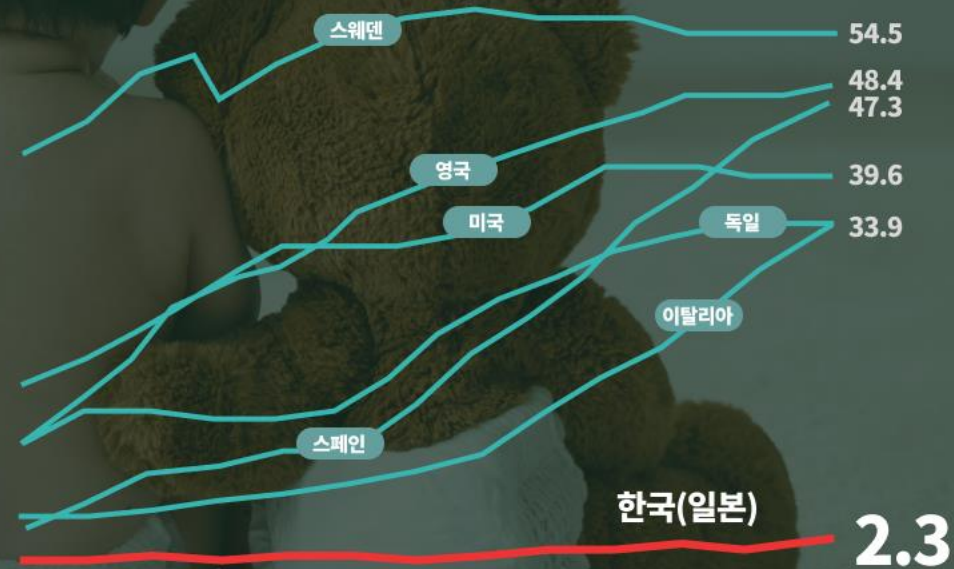 스웨덴
54.5
48.4
47.3
영국
39.6
미국
독일
33.9
이탈리아
스페인
한국(일본)
2.3